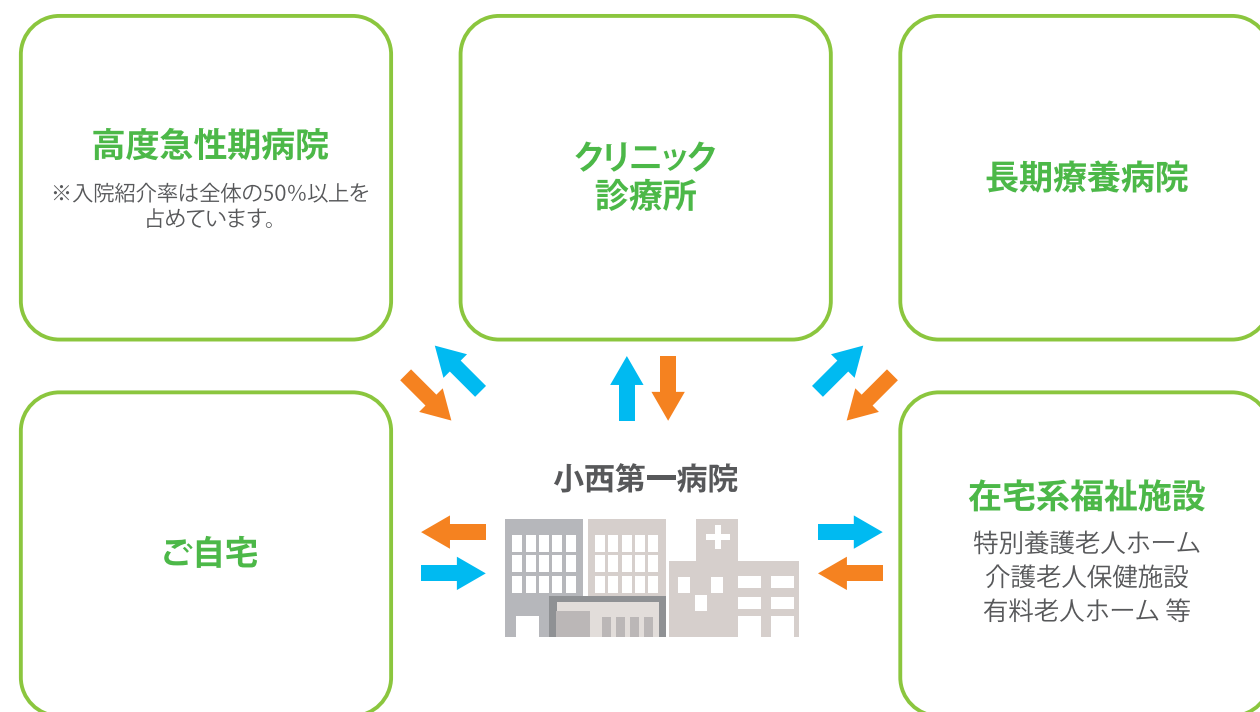 高度急性期病院
※入院紹介率は全体の50%以上を
占めています。
クリニック
診療所
長期療養病院
小西第一病院
ご自宅
在宅系福祉施設
特別養護老人ホーム
介護老人保健施設
有料老人ホーム 等